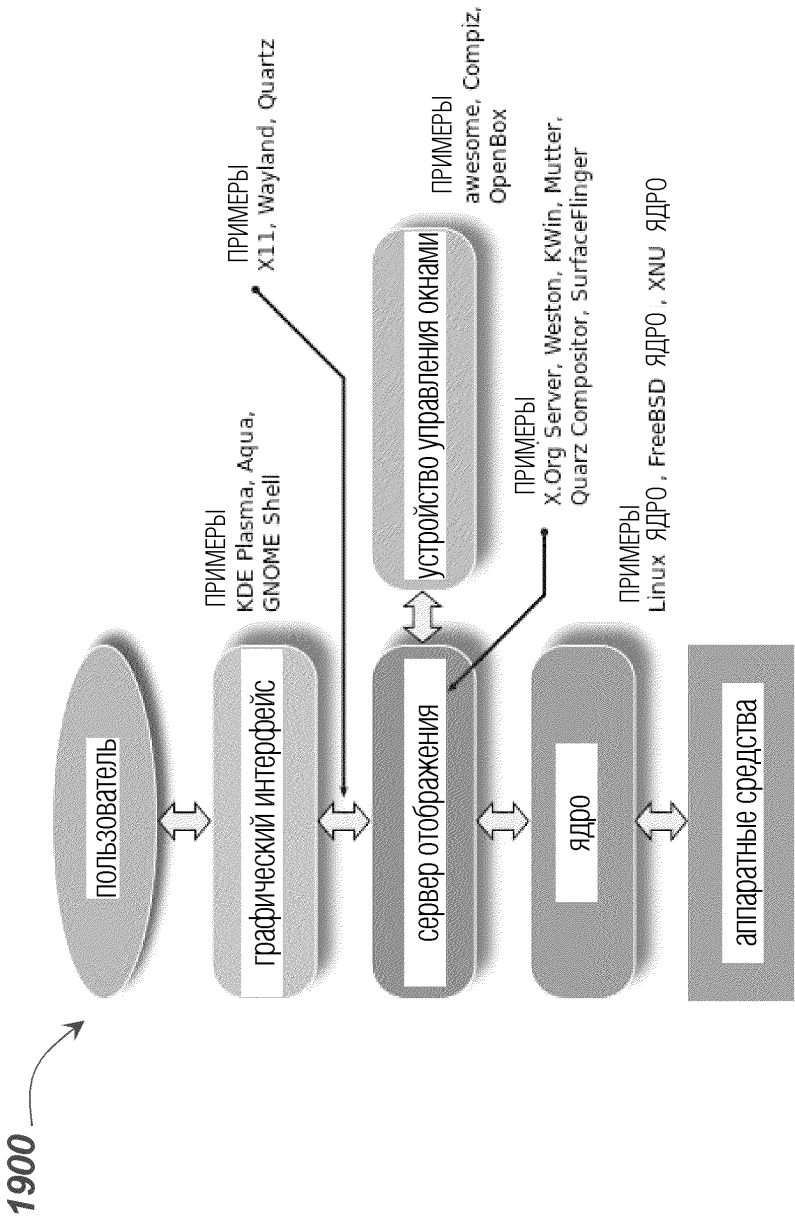 1900
пользователь
графический интерфейс
ПРИМЕРЫ
KDE Plasma, Aqua,
GNOME Shell
ПРИМЕРЫ
X11, Wayland, Quartz
сервер отображения
устройство управления окнами
ПРИМЕРЫ
awesome, Compiz,
OpenBox
ПРИМЕРЫ
X.Org Server, Weston, KWin, Mutter,
Quarz Compositor, SurfaceFlinger
ядро
ПРИМЕРЫ
Linux ЯДРО, FreeBSD ЯДРО, XNU ЯДРО
аппаратные средства